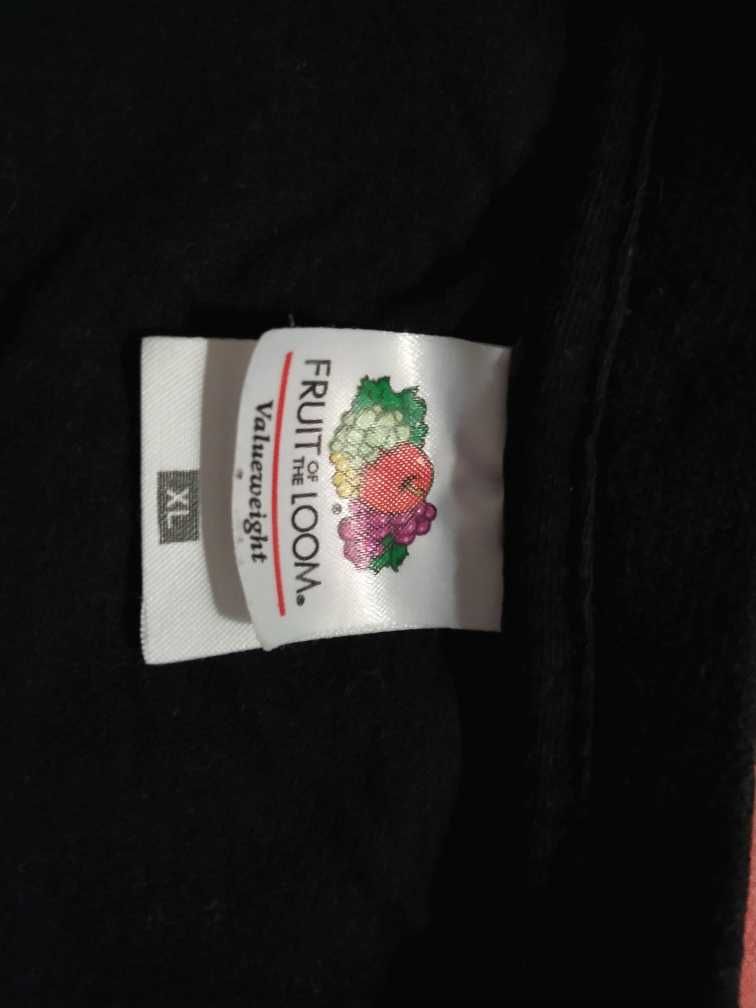 FRUIT OF THE LOOM®
Valueweight
XL